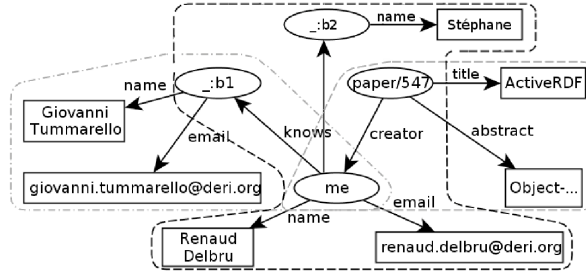 _:b2
name
Stéphane
_:b1
name
paper/547
title
ActiveRDF
Giovanni
Tummarello
email
knows
creator
abstract
giovanni.tummarello@deri.org
me
Object-...
name
email
Renaud
Delbru
renaud.delbru@deri.org